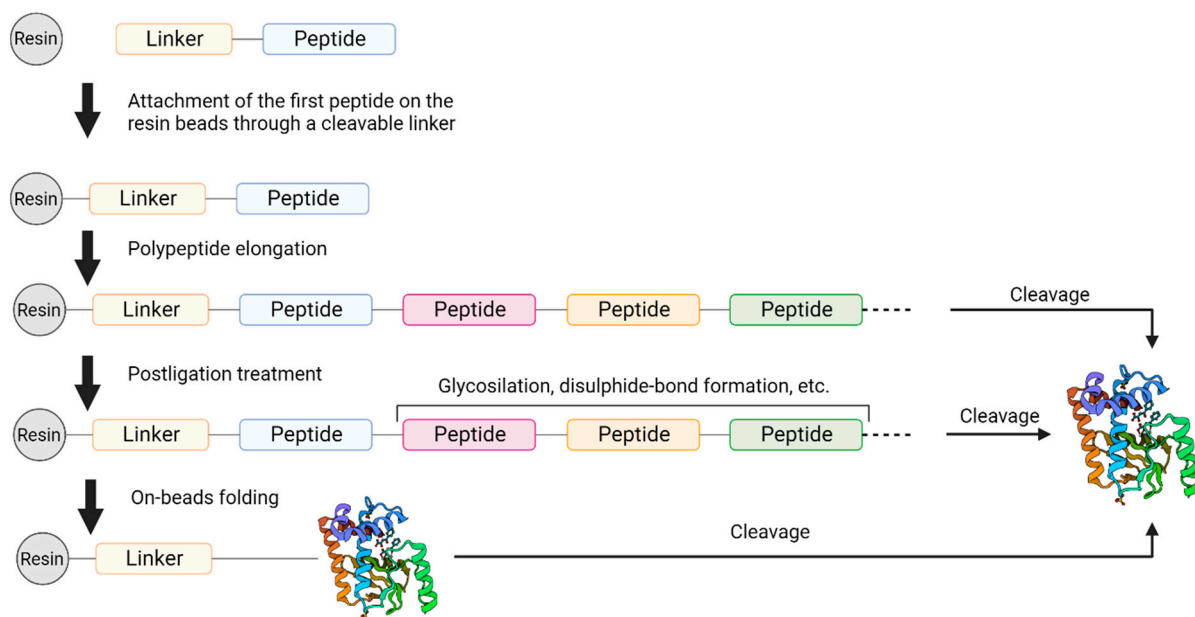 Resin
Linker
Peptide
Attachment of the first peptide on the
resin beads through a cleavable linker
Resin
Linker
Peptide
Polypeptide elongation
Resin
Linker
Peptide
Peptide
Peptide
Peptide
Cleavage
Postligation treatment
Glycosilation, disulphide-bond formation, etc.
Resin
Linker
Peptide
Peptide
Peptide
Peptide
Cleavage
On-beads folding
Resin
Linker
Cleavage